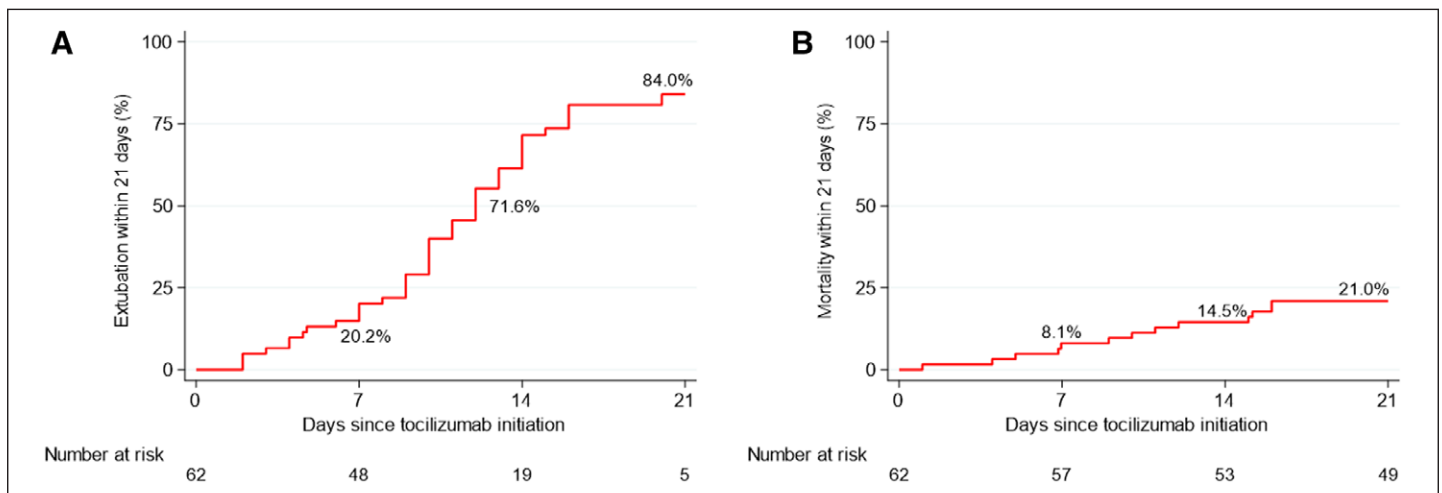 A
Extubation within 21 days (%)
100
75
50
25
0
84.0%
71.6%
20.2%
0 7 14 21
Days since tocilizumab initiation
Number at risk
62 48 19 5
B
Mortality within 21 days (%)
100
75
50
25
0
8.1%
14.5%
21.0%
0 7 14 21
Days since tocilizumab initiation
Number at risk
62 57 53 49